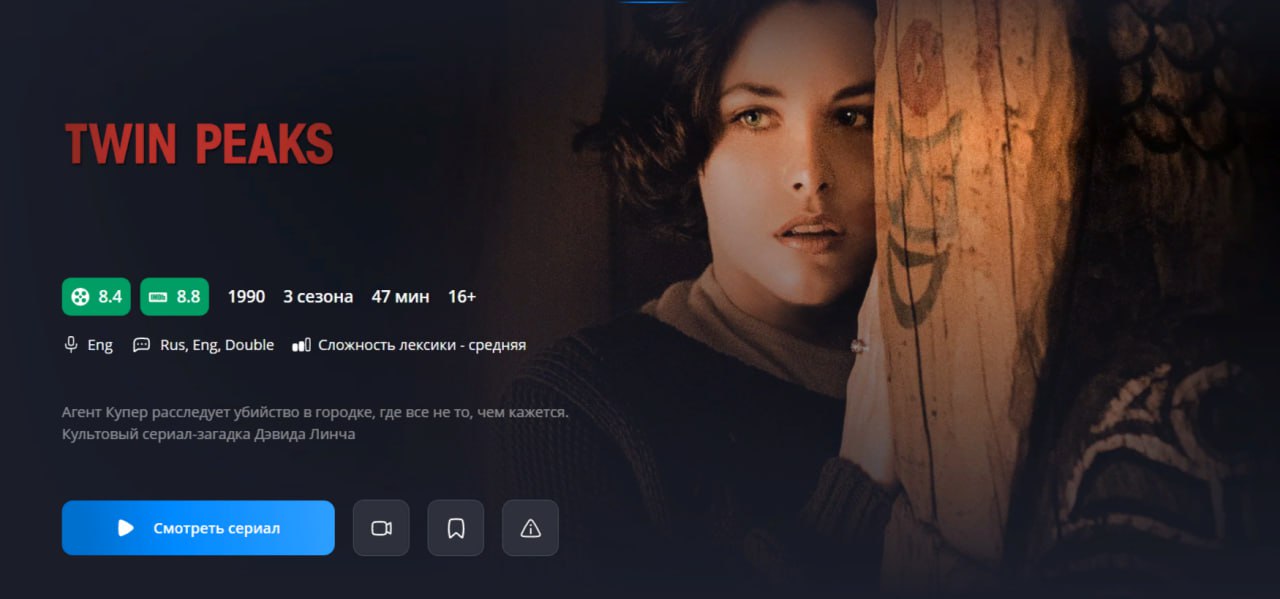 TWIN PEAKS
8.4 8.8 1990 3 сезона 47 мин 16+
Eng Rus, Eng, Double Сложность лексики - средняя
Агент Купер расследует убийство в городке, где все не то, чем кажется.
Культовый сериал-загадка Дэвида Линча
Смотреть сериал